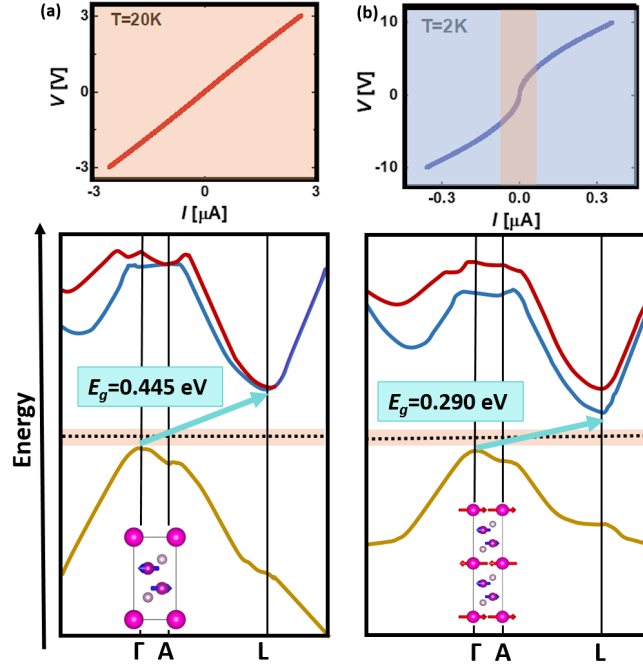 (a)
T=20K
V [V]
3
0
-3
-3
0
3
I [μA]
(b)
T=2K
V [V]
10
0
-10
-0.3
0.0
0.3
I [μA]
Energy
Eg=0.445 eV
Γ
A
L
Eg=0.290 eV
Γ
A
L